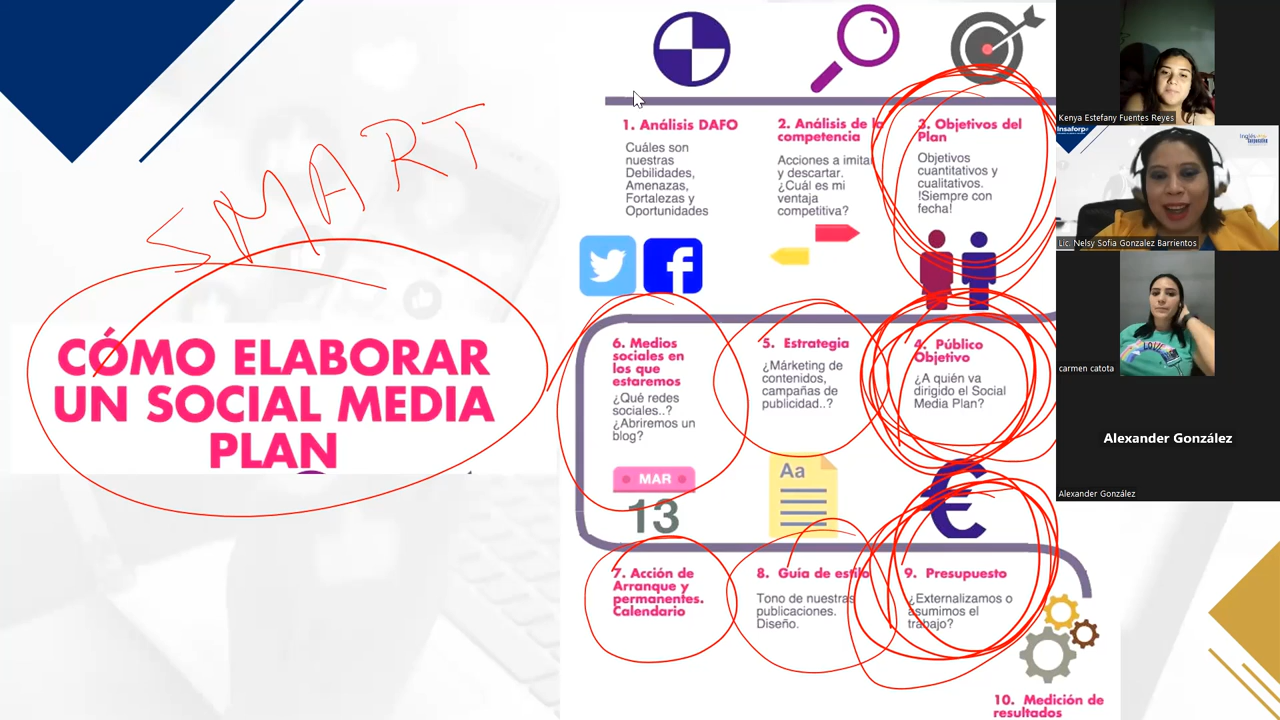 SMART
CÓMO ELABORAR
UN SOCIAL MEDIA
PLAN
1. Análisis DAFO
Cuáles son
nuestras
Debilidades,
Amenazas,
Fortalezas y
Oportunidades
2. Análisis de la
competencia
Acciones a imitar
y descartar.
¿Cuál es mi
ventaja
competitiva?
3. Objetivos del
Plan
Objetivos
cuantitativos y
cualitativos.
!Siempre con
fecha!
6. Medios
sociales en
los que
estaremos
¿Qué redes
sociales..?
¿Abriremos un
blog?
5. Estrategia
¿Márketing de
contenidos,
campañas de
publicidad..?
4. Público
Objetivo
¿A quién va
dirigido el Social
Media Plan?
MAR
13
Aa
€
7. Acción de
Arranque y
permanentes.
Calendario
8. Guía de estilo
Tono de nuestras
publicaciones.
Diseño.
9. Presupuesto
¿Externalizamos o
asumimos el
trabajo?
10. Medición de
resultados
Kenya Estefany Fuentes Reyes
Insaforp
Lic. Nelsy Sofia Gonzalez Barrientos
carmen catota
Alexander González
Alexander González